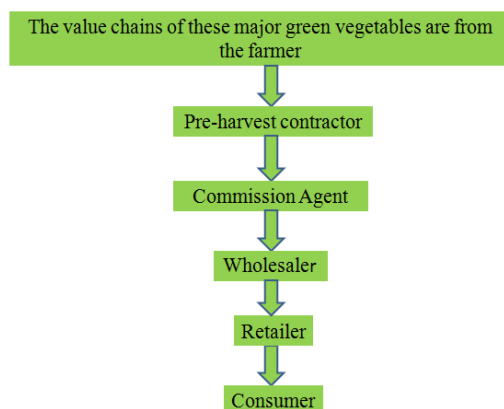 The value chains of these major green vegetables are from
the farmer
Pre-harvest contractor
Commission Agent
Wholesaler
Retailer
Consumer